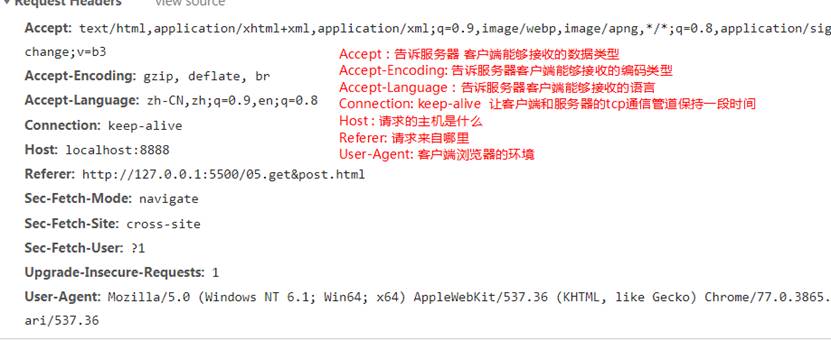 Request Headers view source
Accept: text/html,application/xhtml+xml,application/xml;q=0.9,image/webp,image/apng,*/*;q=0.8,application/sig
change;v=b3
Accept : 告诉服务器 客户端能够接收的数据类型
Accept-Encoding: gzip, deflate, br
Accept-Encoding: 告诉服务器客户端能够接收的编码类型
Accept-Language: zh-CN,zh;q=0.9,en;q=0.8
Accept-Language : 告诉服务器客户端能够接收的语言
Connection: keep-alive 让客户端和服务器的tcp通信管道保持一段时间
Connection: keep-alive
Host : 请求的主机是什么
Host: localhost:8888
Referer: 请求来自哪里
User-Agent: 客户端浏览器的环境
Referer: http://127.0.0.1:5500/05.get&post.html
Sec-Fetch-Mode: navigate
Sec-Fetch-Site: cross-site
Sec-Fetch-User: ?1
Upgrade-Insecure-Requests: 1
User-Agent: Mozilla/5.0 (Windows NT 6.1; Win64; x64) AppleWebKit/537.36 (KHTML, like Gecko) Chrome/77.0.3865.
ari/537.36